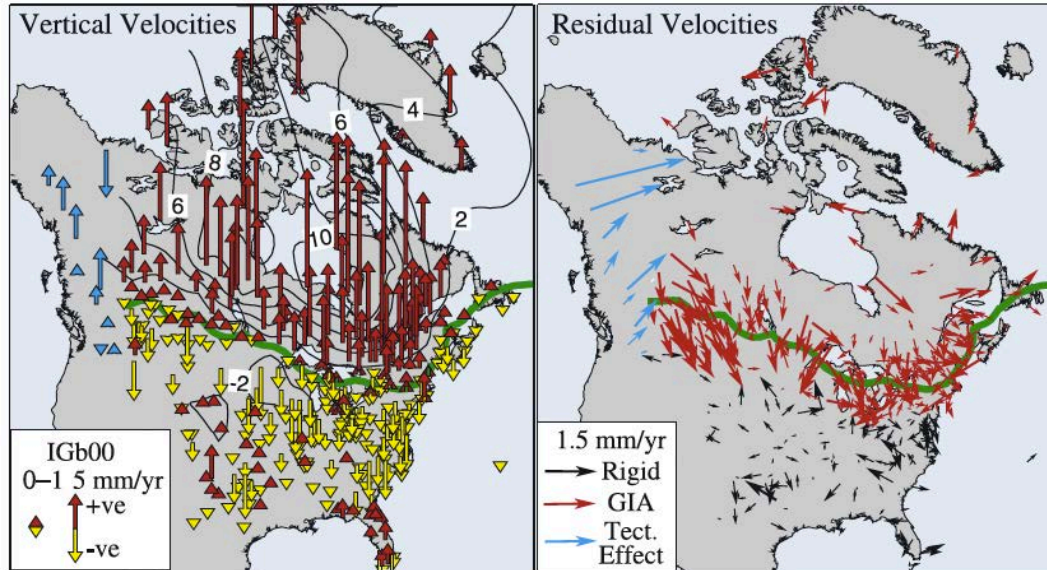 Vertical Velocities
4
6
8
6
2
10
-2
IGb00
0–1 5 mm/yr
+ve
-ve
Residual Velocities
1.5 mm/yr
Rigid
GIA
Tect.
Effect